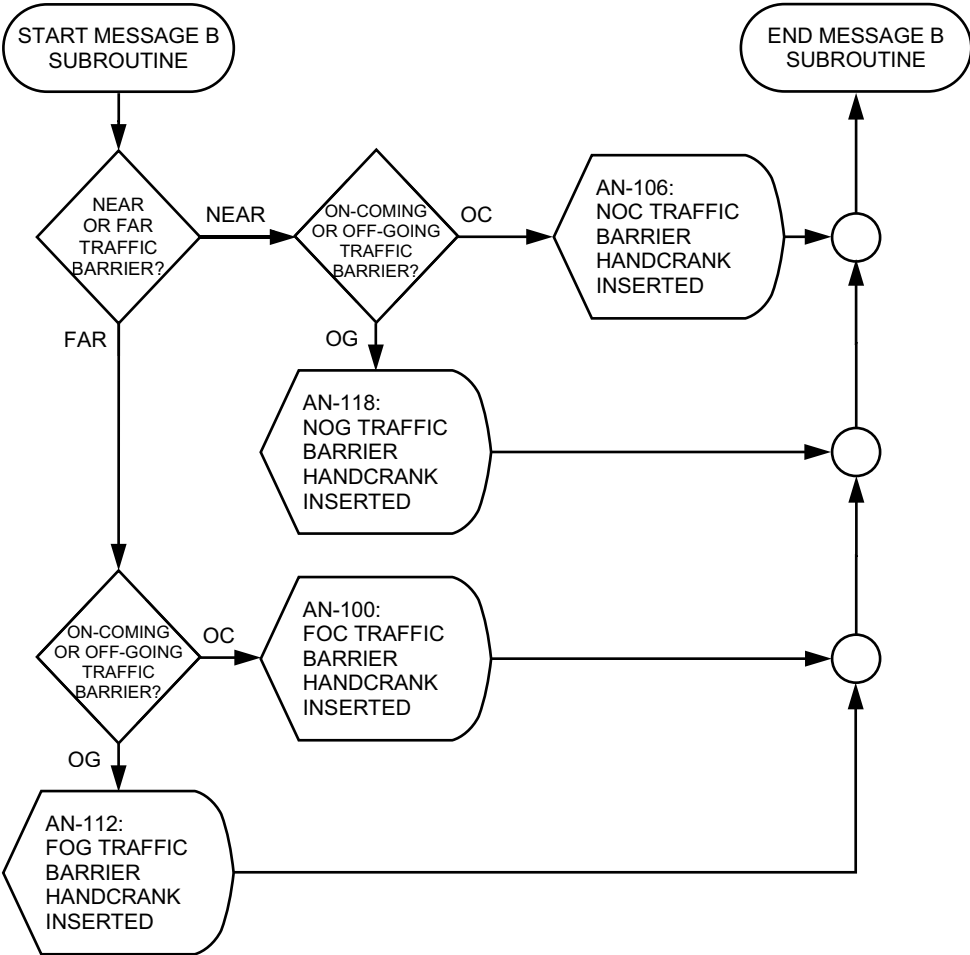 START MESSAGE B
SUBROUTINE
END MESSAGE B
SUBROUTINE
NEAR
OR FAR
TRAFFIC
BARRIER?
NEAR
ON-COMING
OR OFF-GOING
TRAFFIC
BARRIER?
OC
AN-106:
NOC TRAFFIC
BARRIER
HANDCRANK
INSERTED
FAR
OG
AN-118:
NOG TRAFFIC
BARRIER
HANDCRANK
INSERTED
ON-COMING
OR OFF-GOING
TRAFFIC
BARRIER?
OC
AN-100:
FOC TRAFFIC
BARRIER
HANDCRANK
INSERTED
OG
AN-112:
FOG TRAFFIC
BARRIER
HANDCRANK
INSERTED